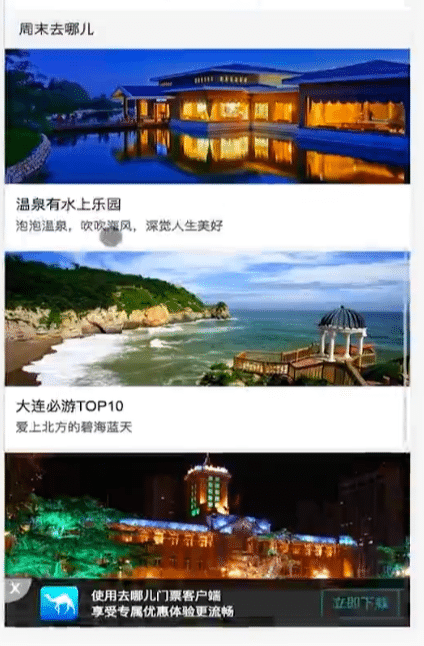 周末去哪儿
温泉有水上乐园
泡泡温泉，吹吹海风，深觉人生美好
大连必游TOP10
爱上北方的碧海蓝天
X
使用去哪儿门票客户端
享受专属优惠体验更流畅
立即下载